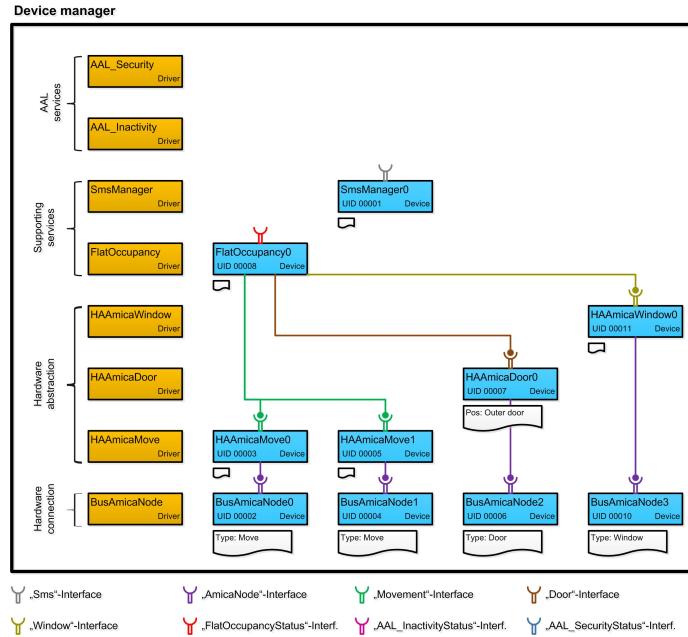 Device manager
AAL
services
AAL_Security
Driver
AAL_Inactivity
Driver
Supporting
services
SmsManager
Driver
SmsManager0
UID 00001 Device
FlatOccupancy
Driver
FlatOccupancy0
UID 00008 Device
Hardware
abstraction
HAAmicaWindow
Driver
HAAmicaWindow0
UID 00011 Device
HAAmicaDoor
Driver
HAAmicaDoor0
UID 00007 Device
Pos: Outer door
HAAmicaMove
Driver
HAAmicaMove0
UID 00003 Device
HAAmicaMove1
UID 00005 Device
Hardware
connection
BusAmicaNode
Driver
BusAmicaNode0
UID 00002 Device
Type: Move
BusAmicaNode1
UID 00004 Device
Type: Move
BusAmicaNode2
UID 00006 Device
Type: Door
BusAmicaNode3
UID 00010 Device
Type: Window
„Sms“-Interface
„AmicaNode“-Interface
„Movement“-Interface
„Door“-Interface
„Window“-Interface
„FlatOccupancyStatus“-Interf.
„AAL_InactivityStatus“-Interf.
„AAL_SecurityStatus“-Interf.